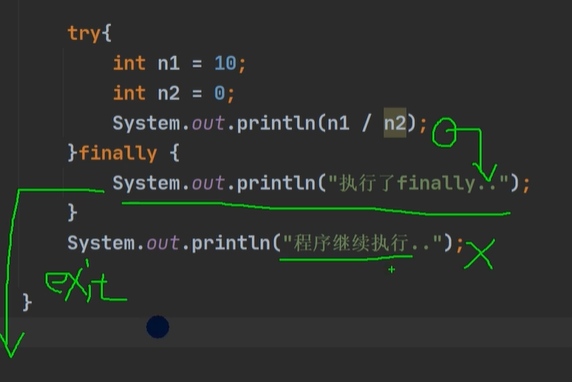 try{
int n1 = 10;
int n2 = 0;
System.out.println(n1 / n2);
}finally {
System.out.println("执行了finally..");
}
System.out.println("程序继续执行..");
exit
}